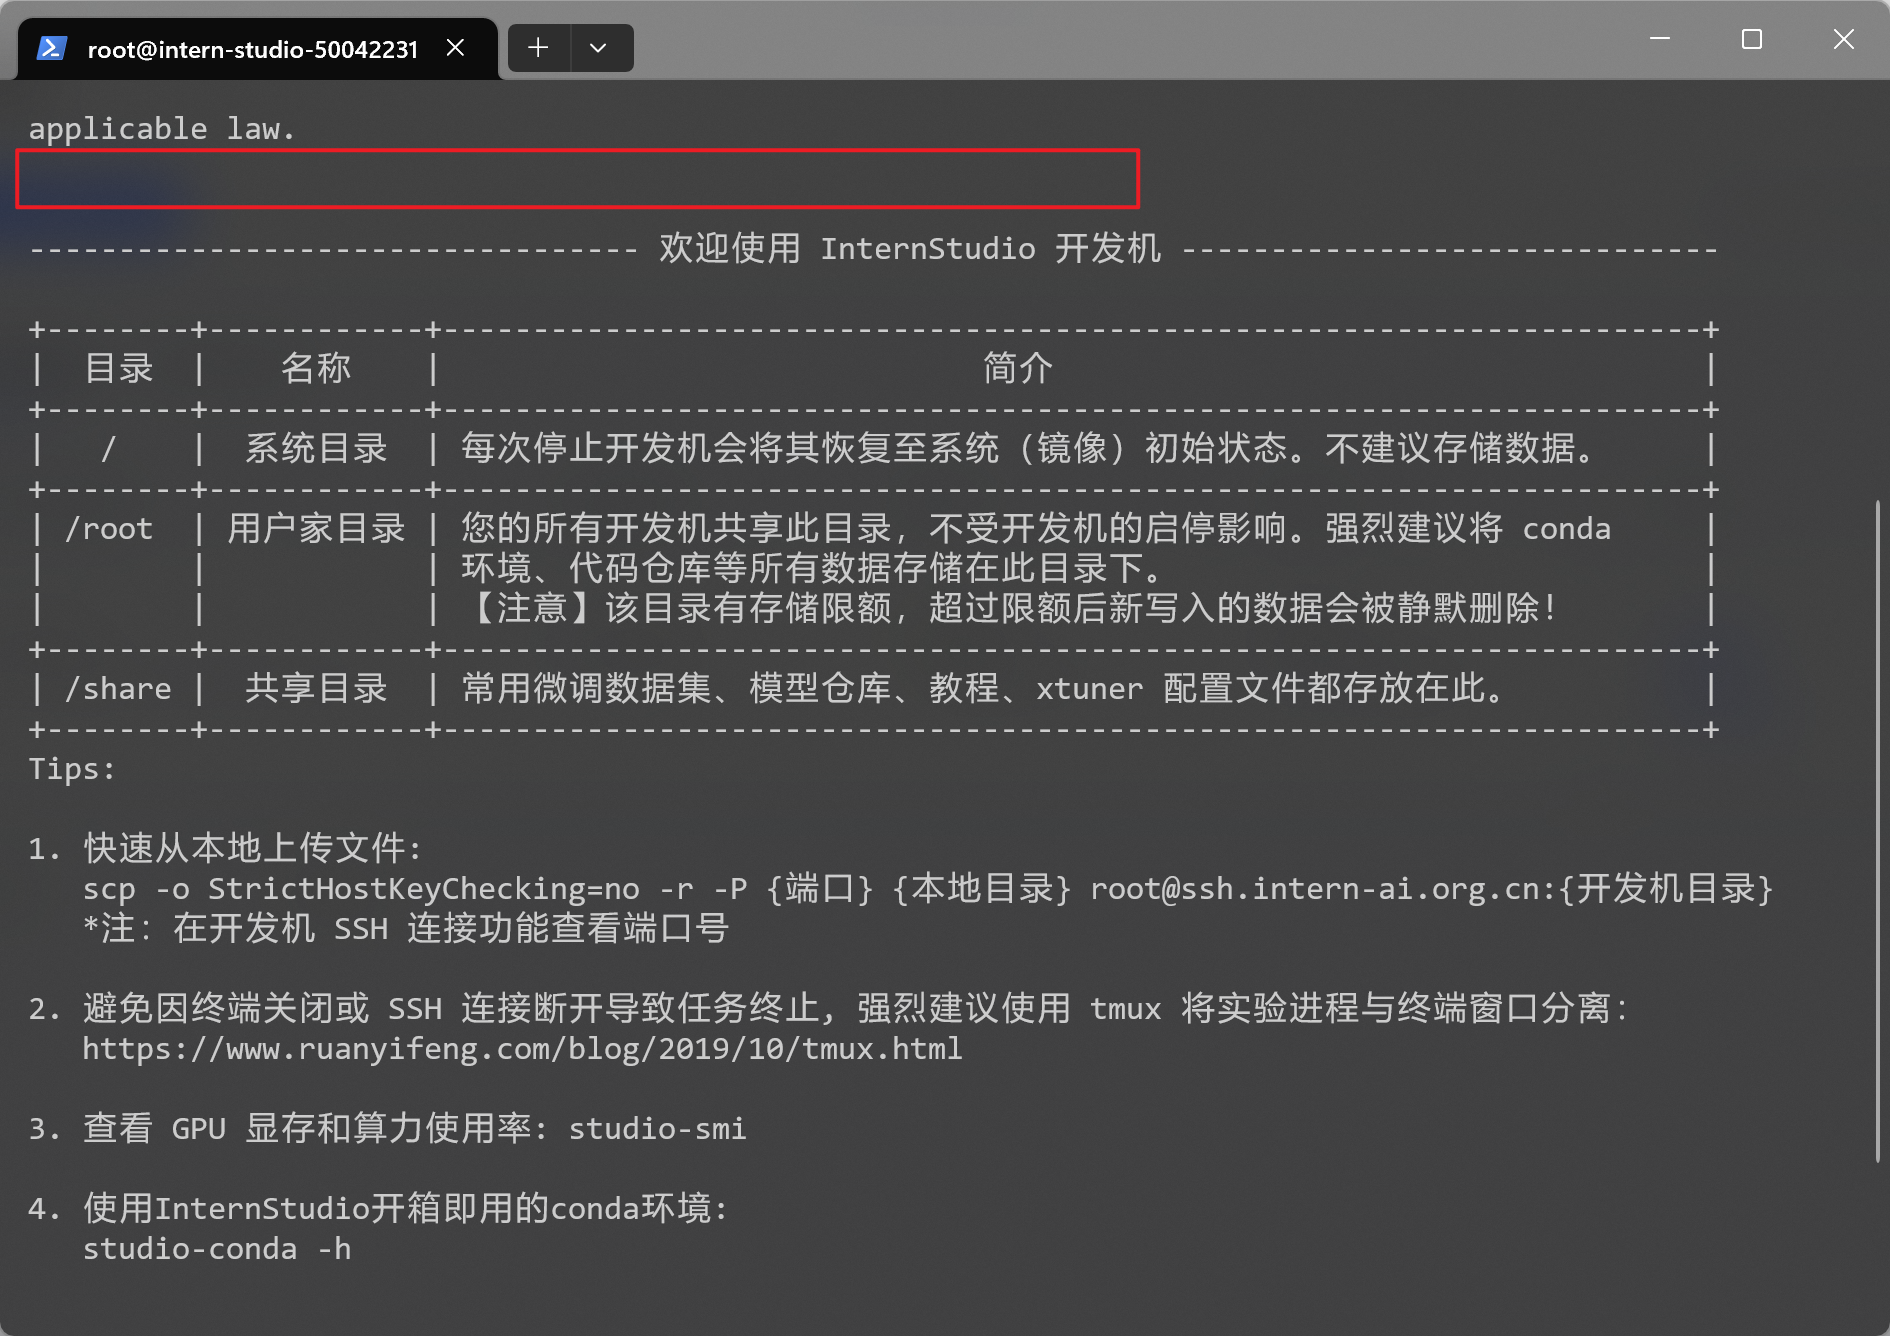 root@intern-studio-50042231
applicable law.
---------------------------------- 欢迎使用 InternStudio 开发机 ------------------------------
+--------+------------+----------------------------------------------------------------------+
| 目录 | 名称 | 简介 |
+--------+------------+----------------------------------------------------------------------+
| / | 系统目录 | 每次停止开发机会将其恢复至系统（镜像）初始状态。不建议存储数据。 |
+--------+------------+----------------------------------------------------------------------+
| /root | 用户家目录 | 您的所有开发机共享此目录，不受开发机的启停影响。强烈建议将 conda |
| | | 环境、代码仓库等所有数据存储在此目录下。 |
| | | 【注意】该目录有存储限额，超过限额后新写入的数据会被静默删除！ |
+--------+------------+----------------------------------------------------------------------+
| /share | 共享目录 | 常用微调数据集、模型仓库、教程、xtuner 配置文件都存放在此。 |
+--------+------------+----------------------------------------------------------------------+
Tips:
1. 快速从本地上传文件：
scp -o StrictHostKeyChecking=no -r -P {端口} {本地目录} root@ssh.intern-ai.org.cn:{开发机目录}
*注：在开发机 SSH 连接功能查看端口号
2. 避免因终端关闭或 SSH 连接断开导致任务终止，强烈建议使用 tmux 将实验进程与终端窗口分离：
https://www.ruanyifeng.com/blog/2019/10/tmux.html
3. 查看 GPU 显存和算力使用率：studio-smi
4. 使用InternStudio开箱即用的conda环境：
studio-conda -h